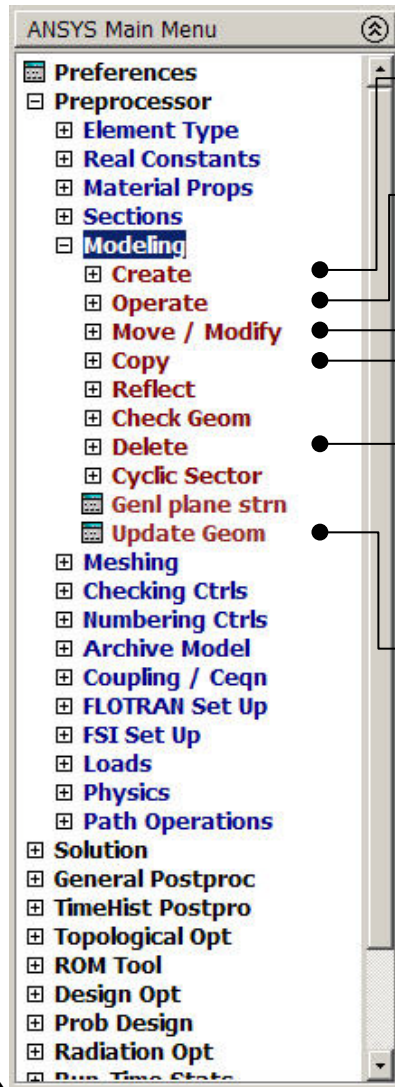 ANSYS Main Menu
Preferences
Preprocessor
Element Type
Real Constants
Material Props
Sections
Modeling
Create
Operate
Move / Modify
Copy
Reflect
Check Geom
Delete
Cyclic Sector
Genl plane strn
Update Geom
Meshing
Checking Ctrls
Numbering Ctrls
Archive Model
Coupling / Ceqn
FLOTRAN Set Up
FSI Set Up
Loads
Physics
Path Operations
Solution
General Postproc
TimeHist Postpro
Topological Opt
ROM Tool
Design Opt
Prob Design
Radiation Opt
Run-Time Stats